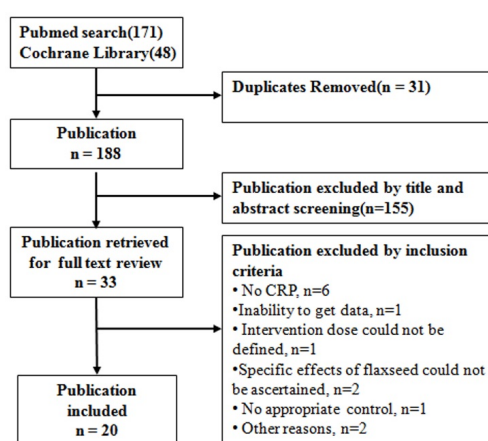 Pubmed search(171)
Cochrane Library(48)
Duplicates Removed(n = 31)
Publication
n = 188
Publication excluded by title and
abstract screening(n=155)
Publication retrieved
for full text review
n = 33
Publication excluded by inclusion
criteria
• No CRP, n=6
•Inability to get data, n=1
• Intervention dose could not be
defined, n=1
•Specific effects of flaxseed could not
be ascertained, n=2
• No appropriate control, n=1
• Other reasons, n=2
Publication
included
n = 20